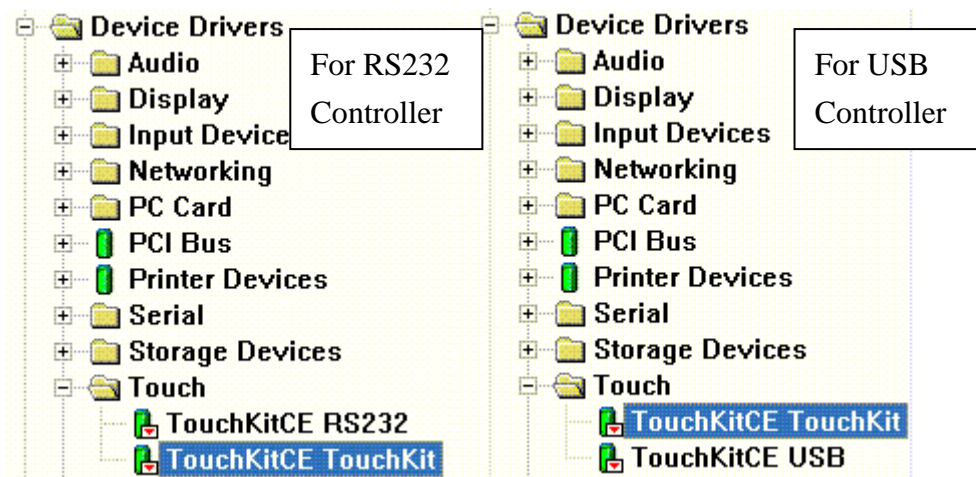 Device Drivers
Audio
Display
Input Device
Networking
PC Card
PCI Bus
Printer Devices
Serial
Storage Devices
Touch
TouchKitCE RS232
TouchKitCE TouchKit
For RS232
Controller
Device Drivers
Audio
Display
Input Devices
Networking
PC Card
PCI Bus
Printer Devices
Serial
Storage Devices
Touch
TouchKitCE TouchKit
TouchKitCE USB
For USB
Controller